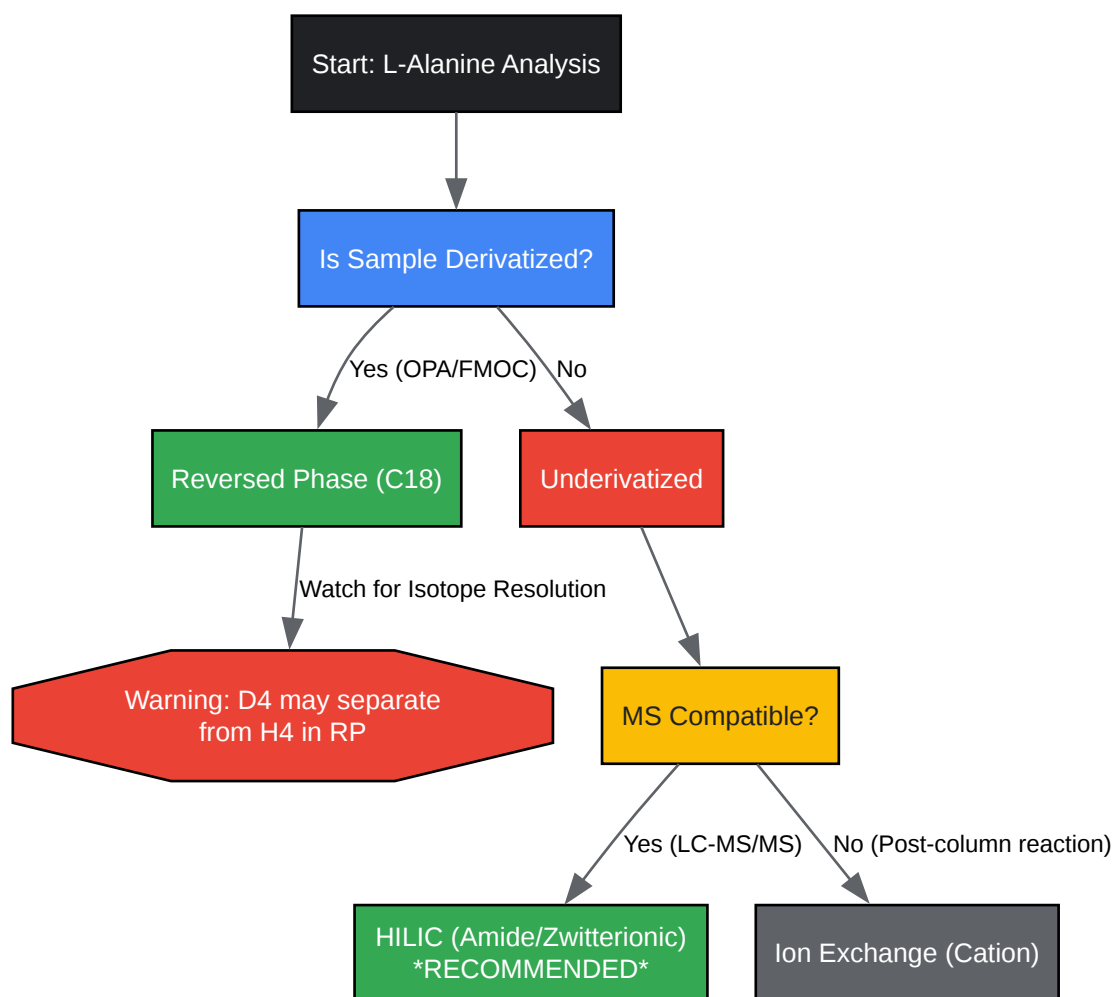 Start: L-Alanine Analysis
Is Sample Derivatized?
Yes (OPA/FMOC)
No
Reversed Phase (C18)
Underivatized
Watch for Isotope Resolution
Warning: D4 may separate
from H4 in RP
MS Compatible?
Yes (LC-MS/MS)
No (Post-column reaction)
HILIC (Amide/Zwitterionic)
*RECOMMENDED*
Ion Exchange (Cation)